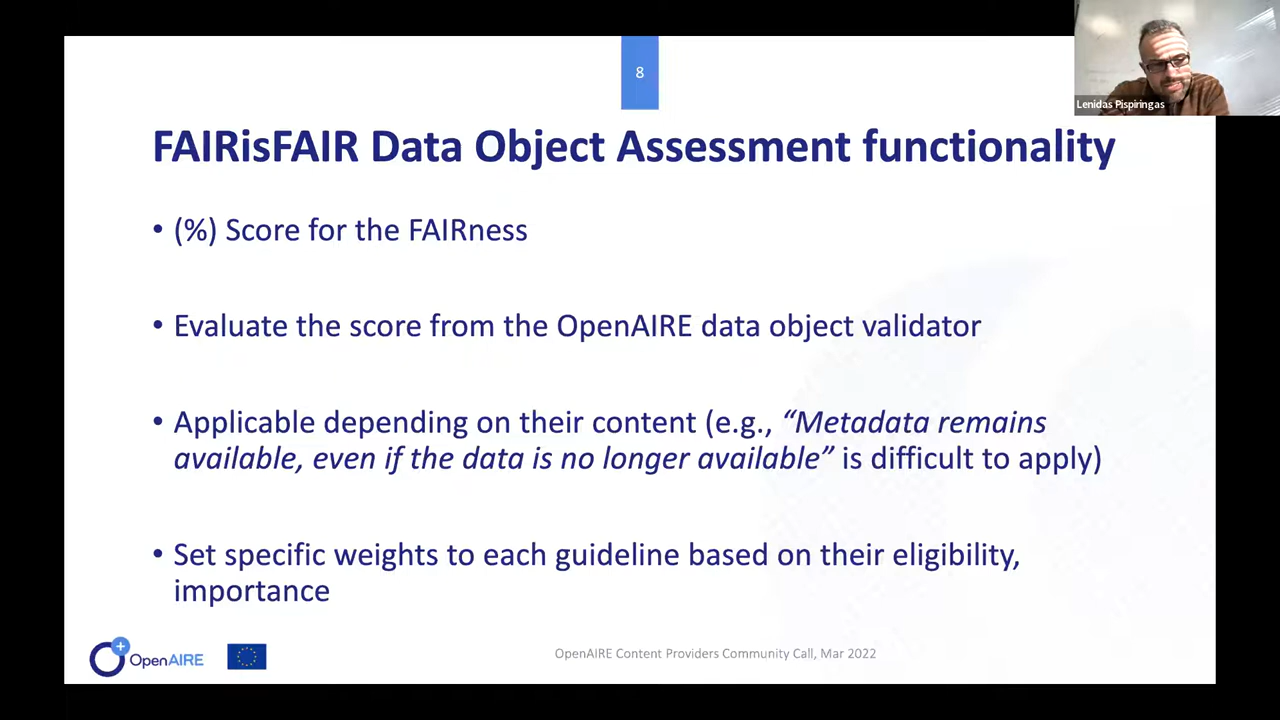 8
Lenidas Pispiringas
FAIRisFAIR Data Object Assessment functionality
• (%) Score for the FAIRness
• Evaluate the score from the OpenAIRE data object validator
• Applicable depending on their content (e.g., “Metadata remains
available, even if the data is no longer available” is difficult to apply)
• Set specific weights to each guideline based on their eligibility,
importance
OpenAIRE
OpenAIRE Content Providers Community Call, Mar 2022